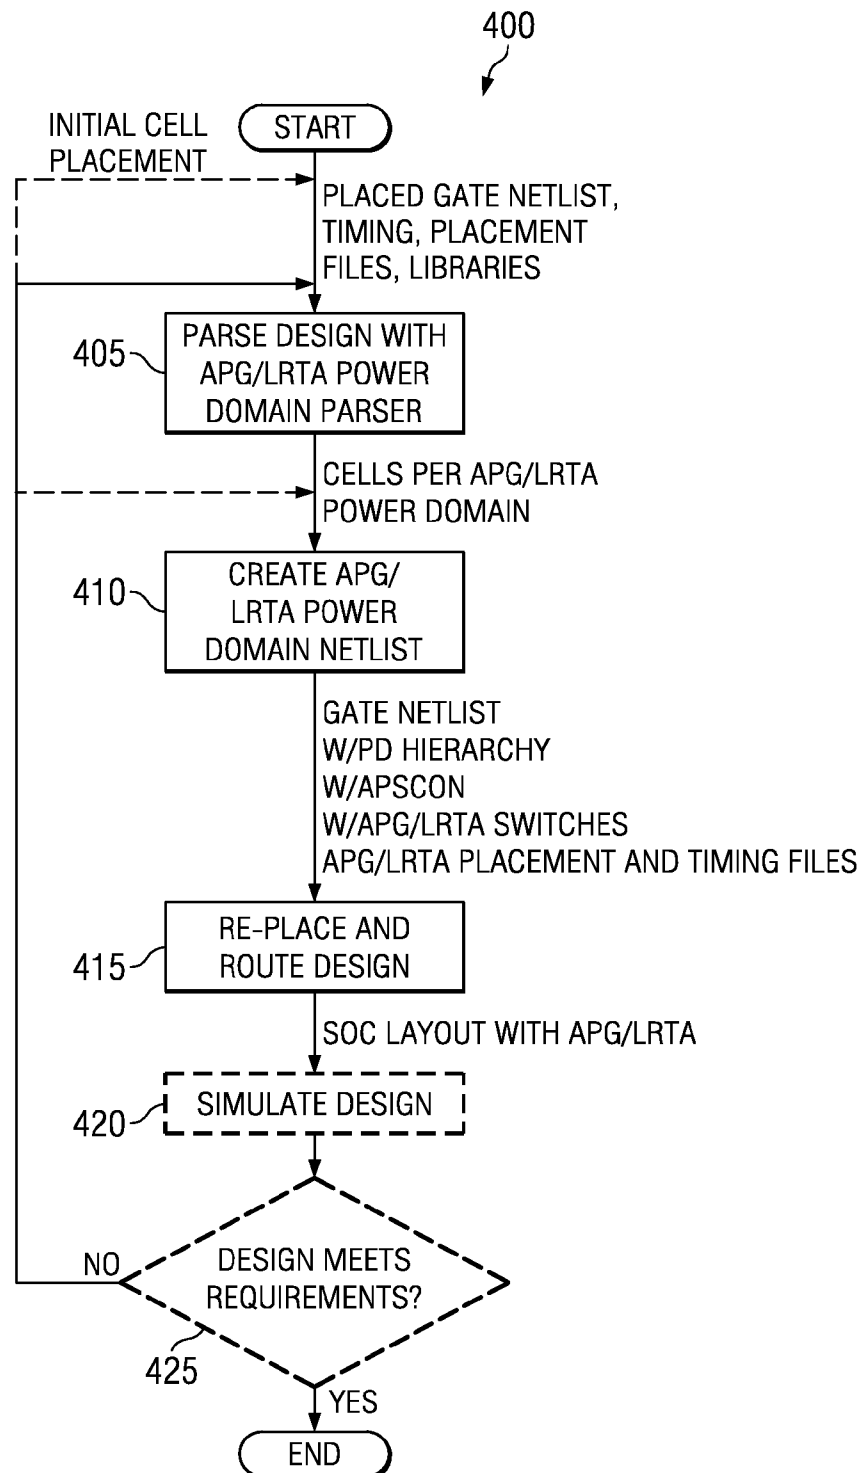 400
START
INITIAL CELL
PLACEMENT
PLACED GATE NETLIST,
TIMING, PLACEMENT
FILES, LIBRARIES
405
PARSE DESIGN WITH
APG/LRTA POWER
DOMAIN PARSER
CELLS PER APG/LRTA
POWER DOMAIN
410
CREATE APG/
LRTA POWER
DOMAIN NETLIST
GATE NETLIST
W/PD HIERARCHY
W/APSCON
W/APG/LRTA SWITCHES
APG/LRTA PLACEMENT AND TIMING FILES
415
RE-PLACE AND
ROUTE DESIGN
SOC LAYOUT WITH APG/LRTA
420
SIMULATE DESIGN
NO
DESIGN MEETS
REQUIREMENTS?
425
YES
END